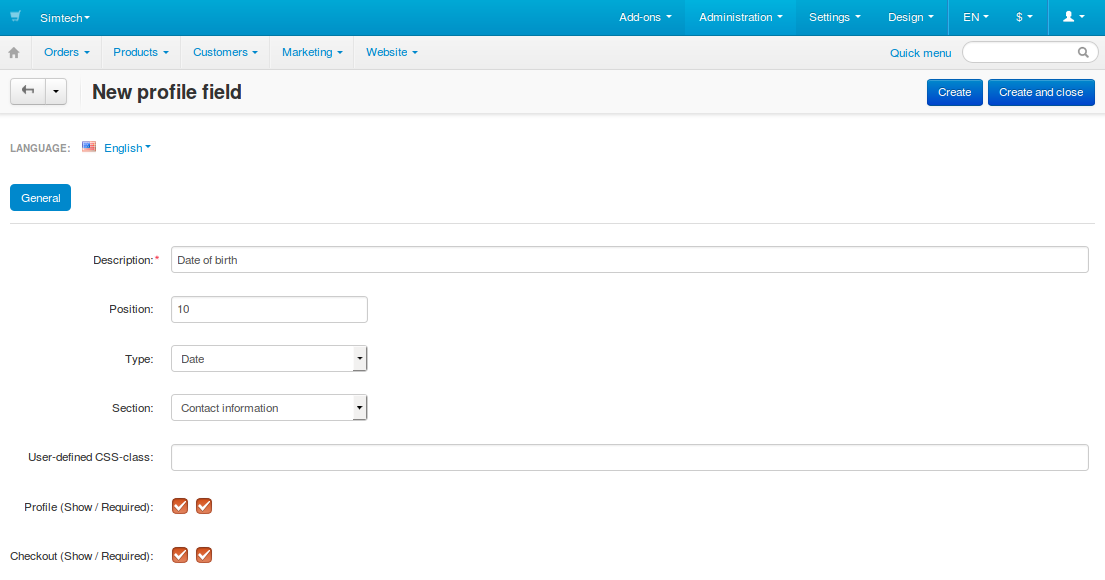 Simtech Add-ons Administration Settings Design EN $
Orders Products Customers Marketing Website Quick menu
New profile field Create Create and close
LANGUAGE: English
General
Description:* Date of birth
Position: 10
Type: Date
Section: Contact information
User-defined CSS-class:
Profile (Show / Required):
Checkout (Show / Required):